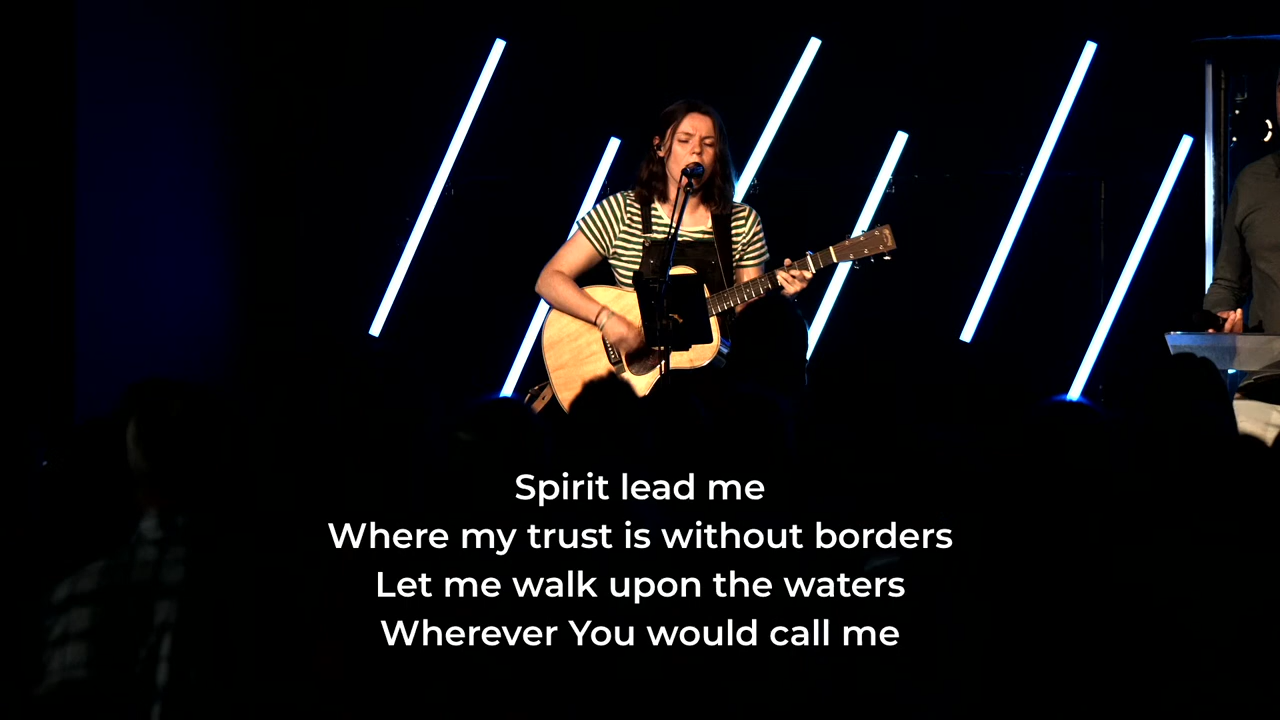 Spirit lead me
Where my trust is without borders
Let me walk upon the waters
Wherever You would call me